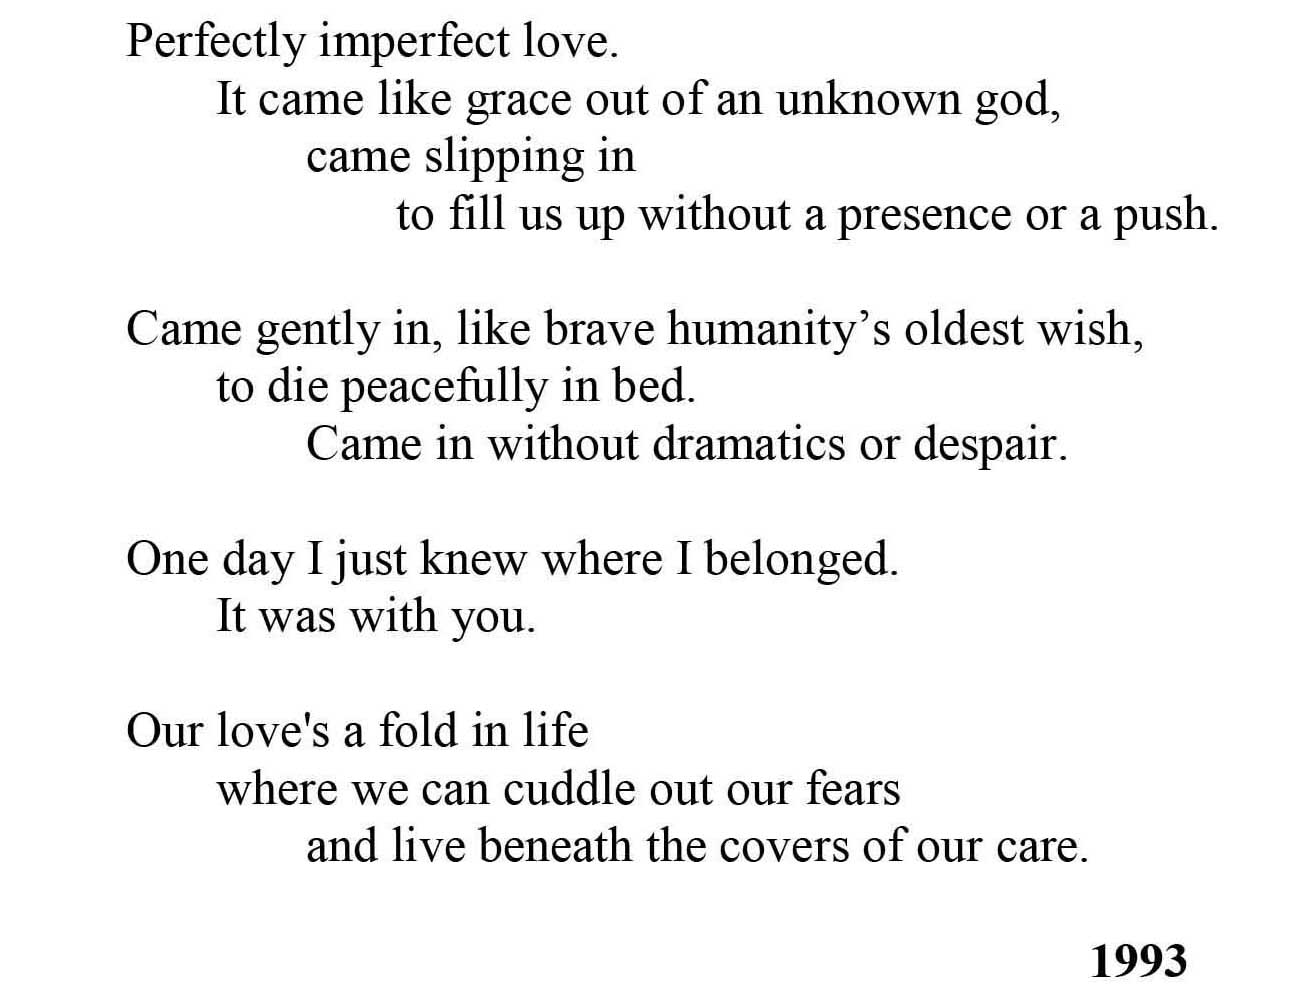 Perfectly imperfect love.
It came like grace out of an unknown god,
came slipping in
to fill us up without a presence or a push.
Came gently in, like brave humanity’s oldest wish,
to die peacefully in bed.
Came in without dramatics or despair.
One day I just knew where I belonged.
It was with you.
Our love's a fold in life
where we can cuddle out our fears
and live beneath the covers of our care.
1993